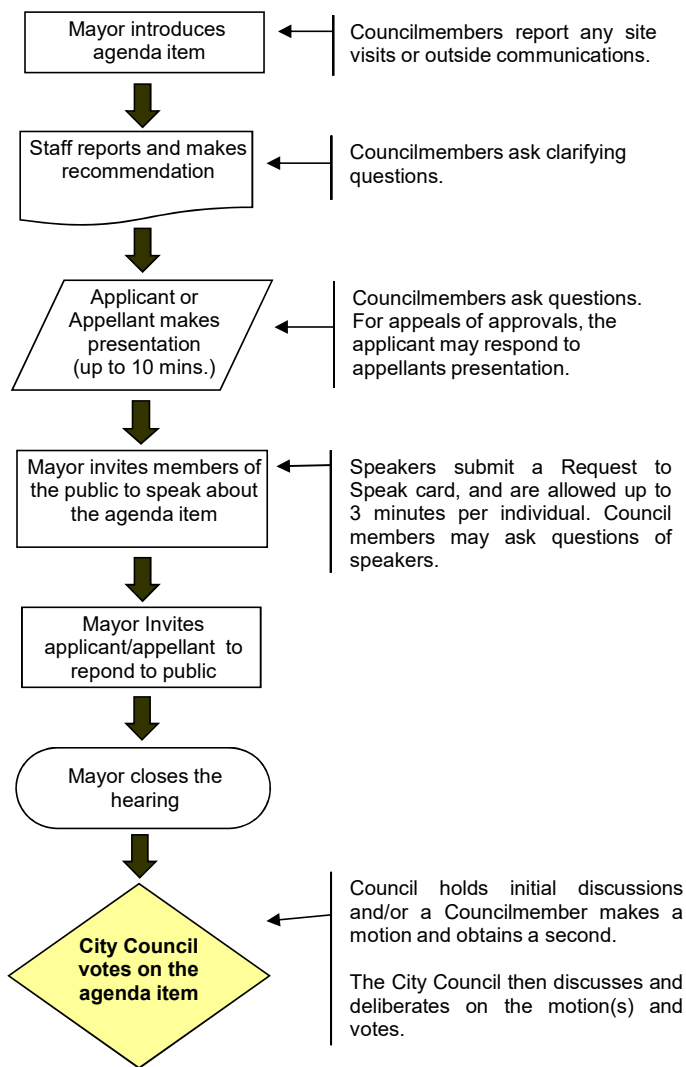 Mayor introduces
agenda item
Councilmembers report any site
visits or outside communications.
Staff reports and makes
recommendation
Councilmembers ask clarifying
questions.
Applicant or
Appellant makes
presentation
(up to 10 mins.)
Councilmembers ask questions.
For appeals of approvals, the
applicant may respond to
appellants presentation.
Mayor invites members of
the public to speak about
the agenda item
Speakers submit a Request to
Speak card, and are allowed up to
3 minutes per individual. Council
members may ask questions of
speakers.
Mayor Invites
applicant/appellant to
repond to public
Mayor closes the
hearing
City Council
votes on the
agenda item
Council holds initial discussions
and/or a Councilmember makes a
motion and obtains a second.
The City Council then discusses and
deliberates on the motion(s) and
votes.